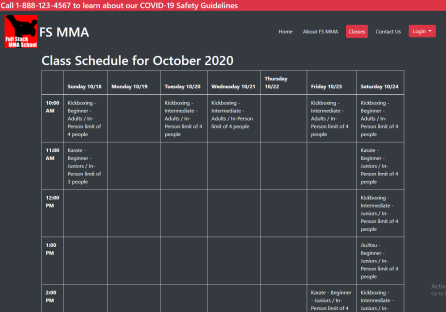 Call 1-888-123-4567 to learn about our COVID-19 Safety Guidelines
Full Stack
MMA School
FS MMA
Home
About FS MMA
Classes
Contact Us
Login
Class Schedule for October 2020
Sunday 10/18
Monday 10/19
Tuesday 10/20
Wednesday 10/21
Thursday
10/22
Friday 10/23
Saturday 10/24
10:00
AM
Kickboxing -
Beginner -
Adults / In-
Person limit of
4 people
Kickboxing -
Intermediate -
Adults / In-
Person limit of 4
people
Kickboxing -
Intermediate -
Adults / In-Person
limit of 4 people
Kickboxing -
Intermediate -
Adults / In-
Person limit of 4
people
Kickboxing -
Beginner -
Adults / In-
Person limit of 4
people
11:00
AM
Karate -
Beginner -
Juniors / In-
Person limit of
3 people
Karate -
Beginner -
Juniors / In-
Person limit of 4
people
12:00
PM
Kickboxing -
Intermediate -
Juniors / In-
Person limit of 4
people
1:00
PM
JiuJitsu -
Beginner -
Juniors / In-
Person limit of 4
people
2:00
PM
Karate - Beginner
- Juniors / In-
Person limit of 4
Kickboxing -
Intermediate -
Juniors / In-
Person limit of 4